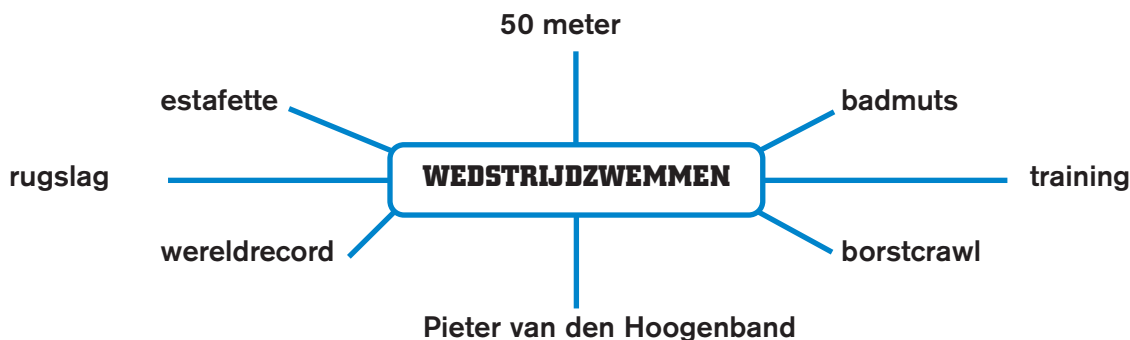 50 meter
estafette
badmuts
rugslag
WEDSTRIJDZWEMMEN
training
wereldrecord
borstcrawl
Pieter van den Hoogenband